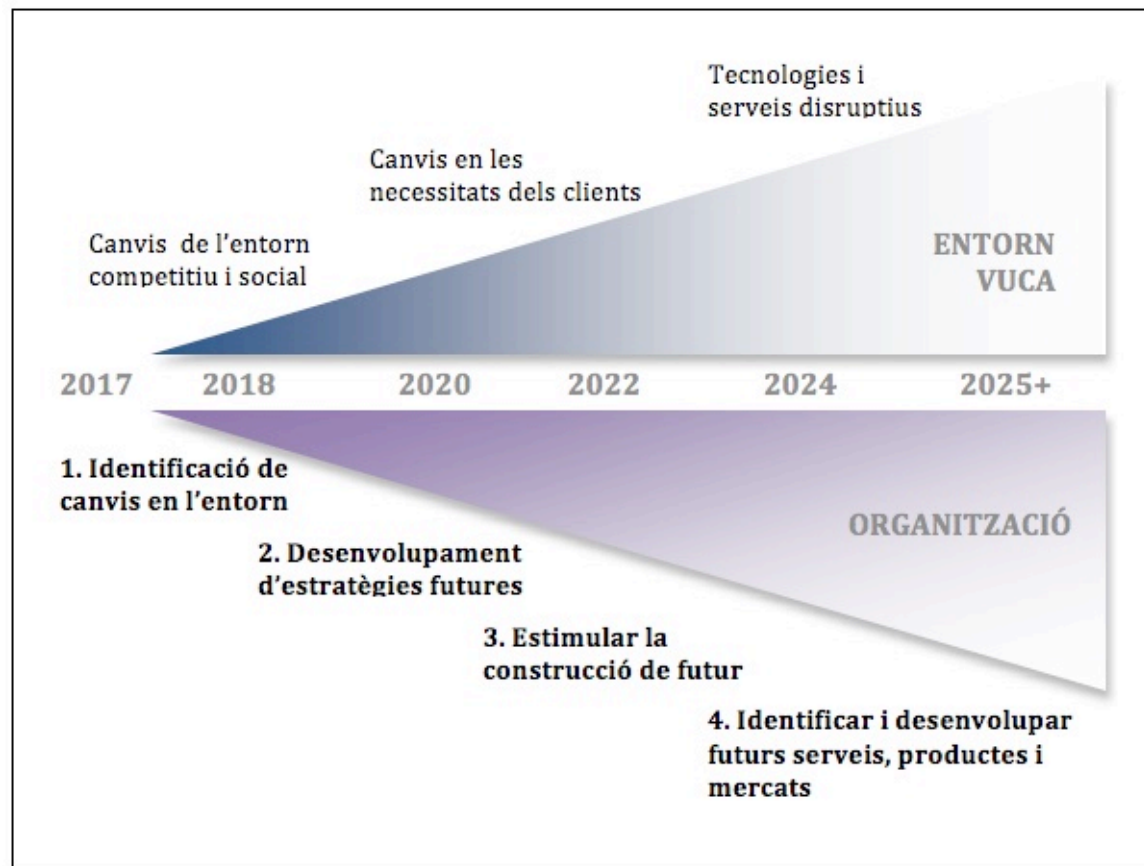 Tecnologies i
serveis disruptius
Canvis en les
necessitats dels clients
Canvis de l'entorn
competitiu i social
ENTORN
VUCA
2017 2018 2020 2022 2024 2025+
1. Identificació de
canvis en l'entorn
ORGANITZACIÓ
2. Desenvolupament
d'estratègies futures
3. Estimular la
construcció de futur
4. Identificar i desenvolupar
futurs serveis, productes i
mercats